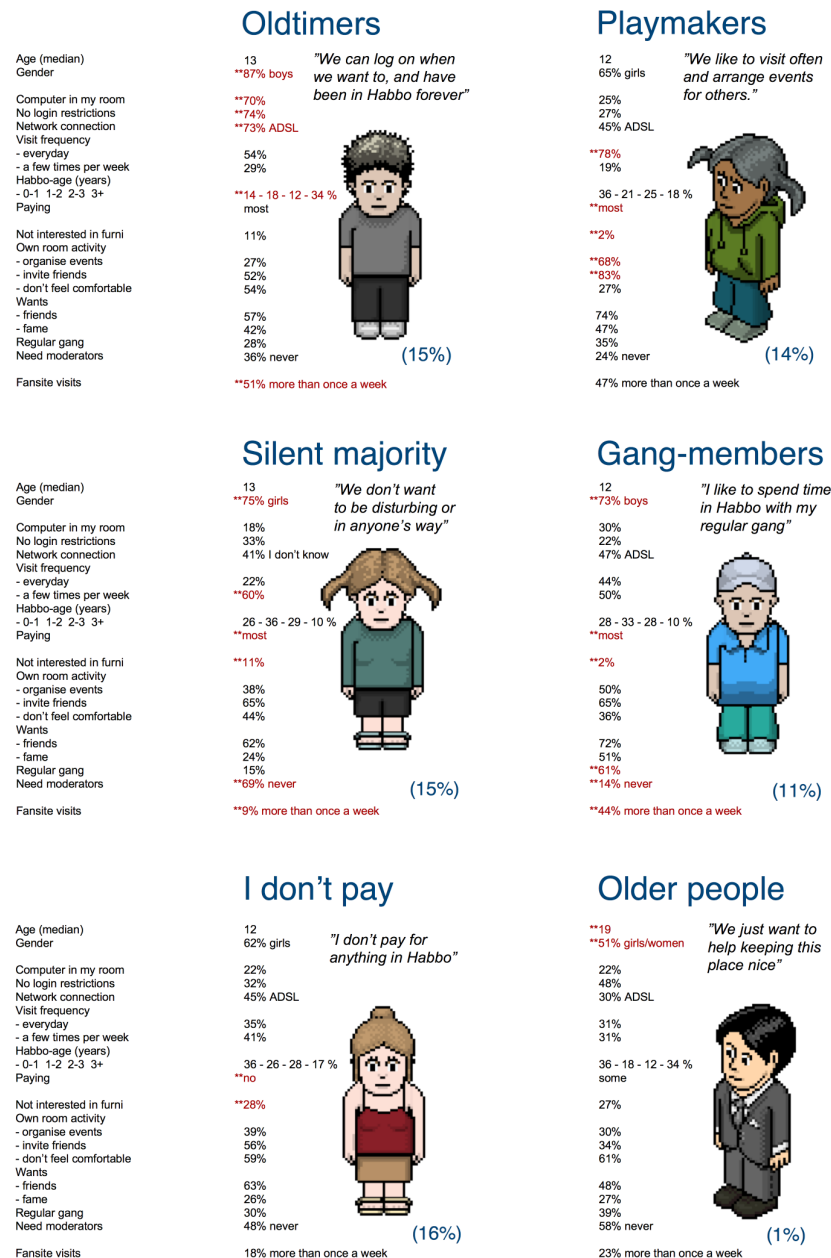 Oldtimers
Age (median) 13
Gender **87% boys
"We can log on when
we want to, and have
been in Habbo forever"
Computer in my room **70%
No login restrictions **74%
Network connection **73% ADSL
Visit frequency
- everyday 54%
- a few times per week 29%
Habbo-age (years)
- 0-1 1-2 2-3 3+ **14 - 18 - 12 - 34 %
Paying most
Not interested in furni 11%
Own room activity
- organise events 27%
- invite friends 52%
- don't feel comfortable 54%
Wants
- friends 57%
- fame 42%
Regular gang 28%
Need moderators 36% never
(15%)
Fansite visits **51% more than once a week
Playmakers
12
65% girls
"We like to visit often
and arrange events
for others."
25%
27%
45% ADSL
**78%
19%
36 - 21 - 25 - 18 %
**most
**2%
**68%
**83%
27%
74%
47%
35%
24% never
(14%)
47% more than once a week
Silent majority
Age (median) 13
Gender **75% girls
"We don't want
to be disturbing or
in anyone's way"
Computer in my room 18%
No login restrictions 33%
Network connection 41% I don't know
Visit frequency
- everyday 22%
- a few times per week **60%
Habbo-age (years)
- 0-1 1-2 2-3 3+ 26 - 36 - 29 - 10 %
Paying **most
Not interested in furni **11%
Own room activity
- organise events 38%
- invite friends 65%
- don't feel comfortable 44%
Wants
- friends 62%
- fame 24%
Regular gang 15%
Need moderators **69% never
(15%)
Fansite visits **9% more than once a week
Gang-members
12
**73% boys
"I like to spend time
in Habbo with my
regular gang"
30%
22%
47% ADSL
44%
50%
28 - 33 - 28 - 10 %
**most
**2%
50%
65%
36%
72%
51%
**61%
**14% never
(11%)
**44% more than once a week
I don't pay
Age (median) 12
Gender 62% girls
"I don't pay for
anything in Habbo"
Computer in my room 22%
No login restrictions 32%
Network connection 45% ADSL
Visit frequency
- everyday 35%
- a few times per week 41%
Habbo-age (years)
- 0-1 1-2 2-3 3+ 36 - 26 - 28 - 17 %
Paying **no
Not interested in furni **28%
Own room activity
- organise events 39%
- invite friends 56%
- don't feel comfortable 59%
Wants
- friends 63%
- fame 26%
Regular gang 30%
Need moderators 48% never
(16%)
Fansite visits 18% more than once a week
Older people
**19
**51% girls/women
"We just want to
help keeping this
place nice"
22%
48%
30% ADSL
31%
31%
36 - 18 - 12 - 34 %
some
27%
30%
34%
61%
48%
27%
39%
58% never
(1%)
23% more than once a week